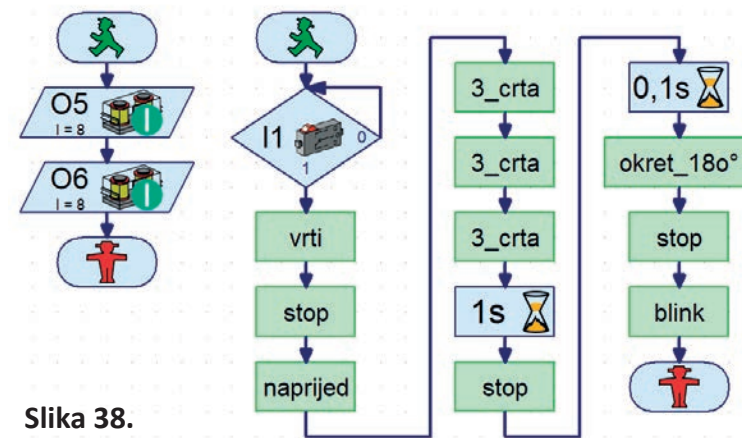 O5
I = 8
O6
I = 8
I1
0
1
vrti
stop
naprijed
3_crta
3_crta
3_crta
1s
stop
0,1s
okret_18o°
stop
blink
Slika 38.